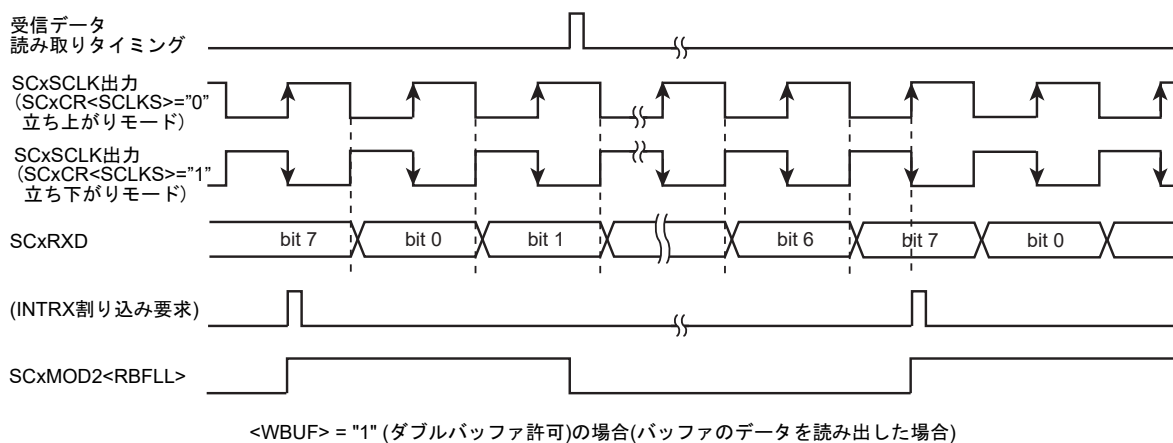 受信データ
読み取りタイミング
SCxSCLK出力
(SCxCR<SCLKS>="0"
立ち上がりモード)
SCxSCLK出力
(SCxCR<SCLKS>="1"
立ち下がりモード)
SCxRXD
bit 7
bit 0
bit 1
bit 6
bit 7
bit 0
(INTRX割り込み要求)
SCxMOD2<RBFLL>
<WBUF> = "1" (ダブルバッファ許可)の場合(バッファのデータを読み出した場合)